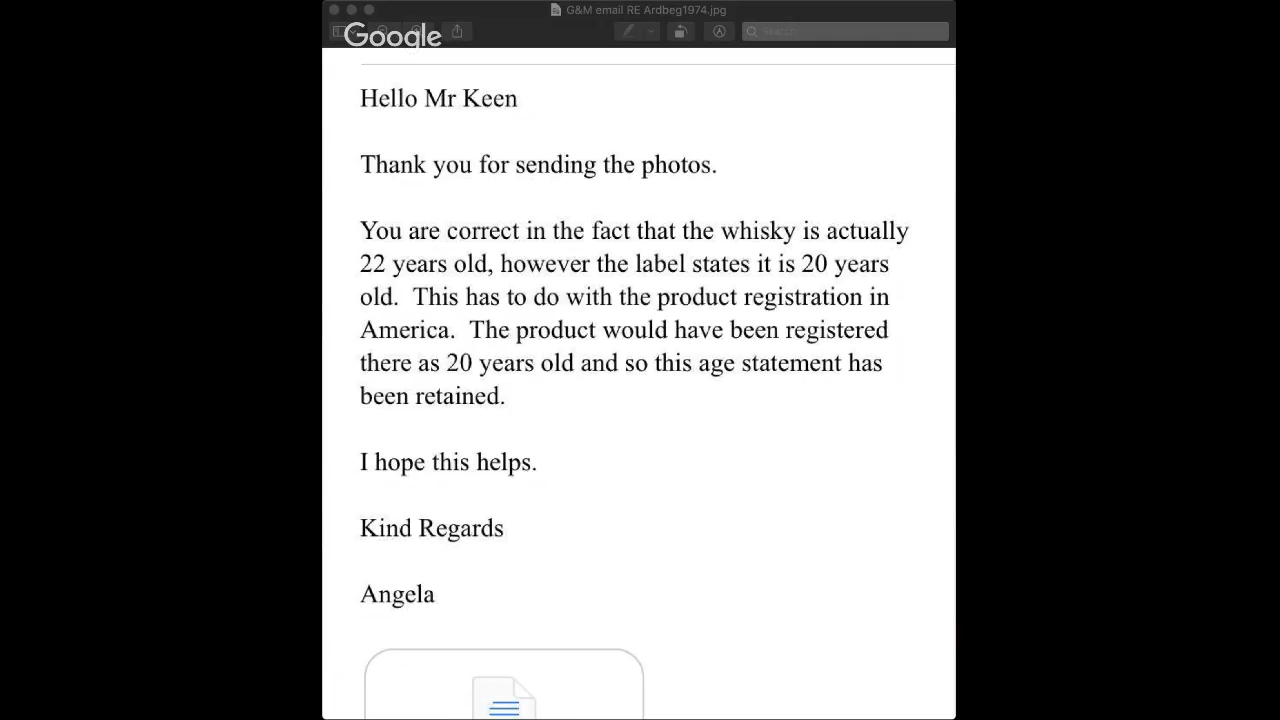 G&M email RE Ardbeg1974.jpg
Google
Search
Hello Mr Keen
Thank you for sending the photos.
You are correct in the fact that the whisky is actually
22 years old, however the label states it is 20 years
old.  This has to do with the product registration in
America.  The product would have been registered
there as 20 years old and so this age statement has
been retained.
I hope this helps.
Kind Regards
Angela